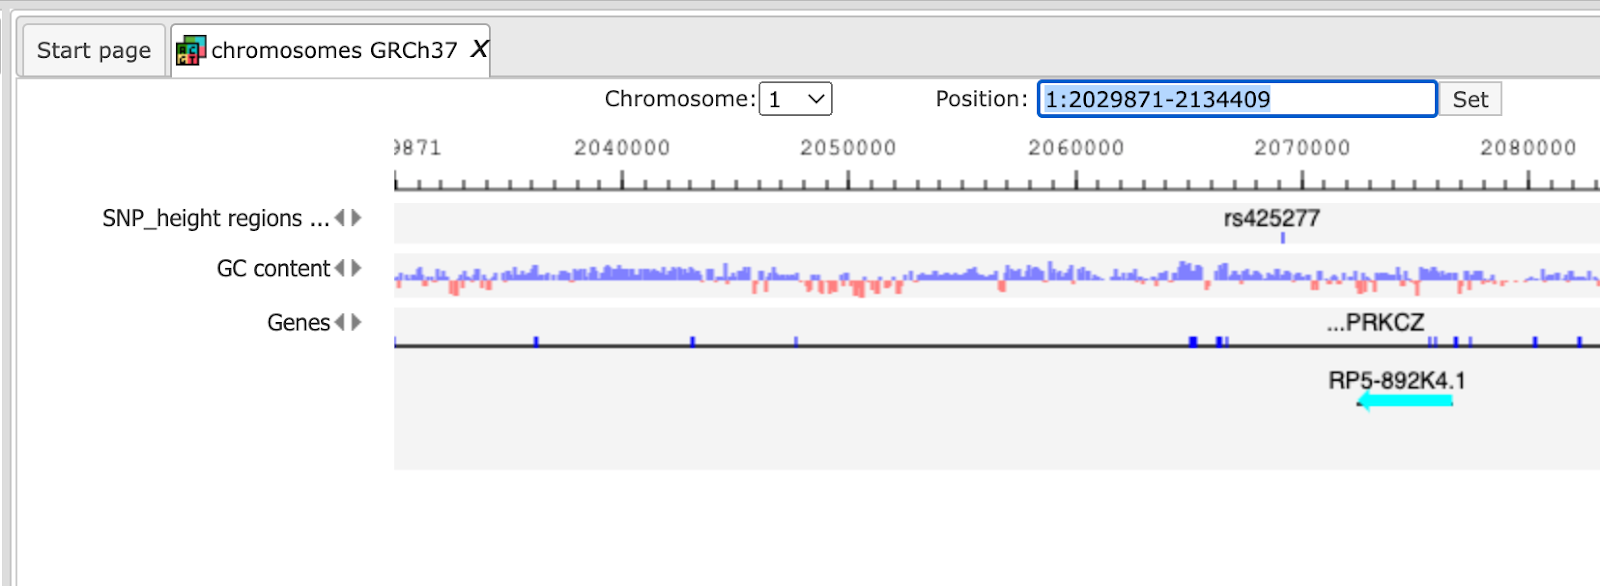 Start page
chromosomes GRCh37 X
Chromosome: 1 Position: 1:2029871-2134409 Set
9871 2040000 2050000 2060000 2070000 2080000
SNP_height regions ...
rs425277
GC content
Genes
...PRKCZ
RP5-892K4.1